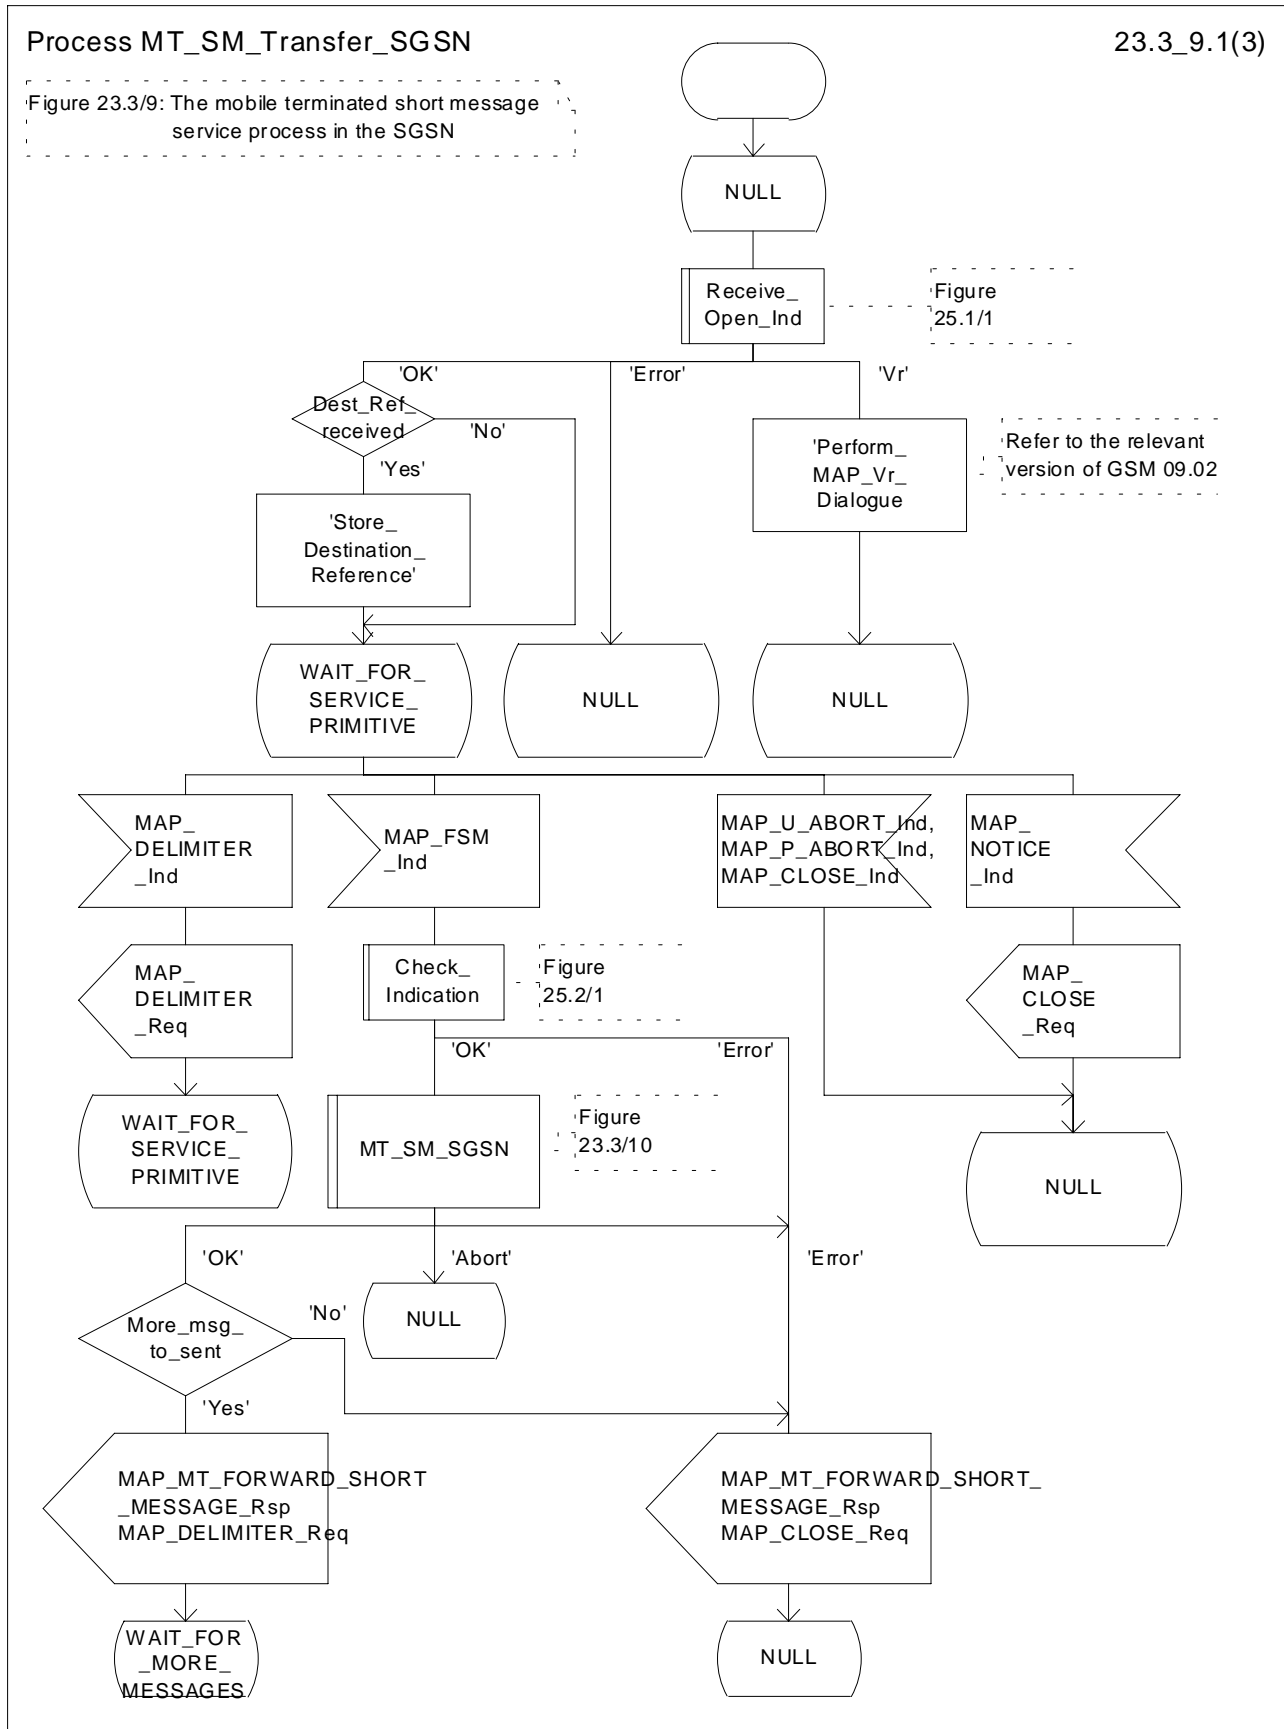 Process MT_SM_Transfer_SGSN
23.3_9.1(3)
Figure 23.3/9: The mobile terminated short message
service process in the SGSN
NULL
Receive_
Open_Ind
Figure
25.1/1
'OK'
'Error'
'Vr'
Dest_Ref_
received
'No'
'Yes'
'Perform_
MAP_Vr_
Dialogue
Refer to the relevant
version of GSM 09.02
'Store_
Destination_
Reference'
WAIT_FOR_
SERVICE_
PRIMITIVE
NULL
NULL
MAP_
DELIMITER
_Ind
MAP_FSM
_Ind
MAP_U_ABORT_Ind,
MAP_P_ABORT_Ind,
MAP_CLOSE_Ind
MAP_
NOTICE
_Ind
MAP_
DELIMITER
_Req
Check_
Indication
Figure
25.2/1
MAP_
CLOSE
_Req
'OK'
'Error'
WAIT_FOR_
SERVICE_
PRIMITIVE
MT_SM_SGSN
Figure
23.3/10
NULL
'OK'
'Abort'
'Error'
More_msg_
to_sent
'No'
NULL
'Yes'
MAP_MT_FORWARD_SHORT
_MESSAGE_Rsp
MAP_DELIMITER_Req
MAP_MT_FORWARD_SHORT_
MESSAGE_Rsp
MAP_CLOSE_Req
WAIT_FOR
_MORE_
MESSAGES
NULL